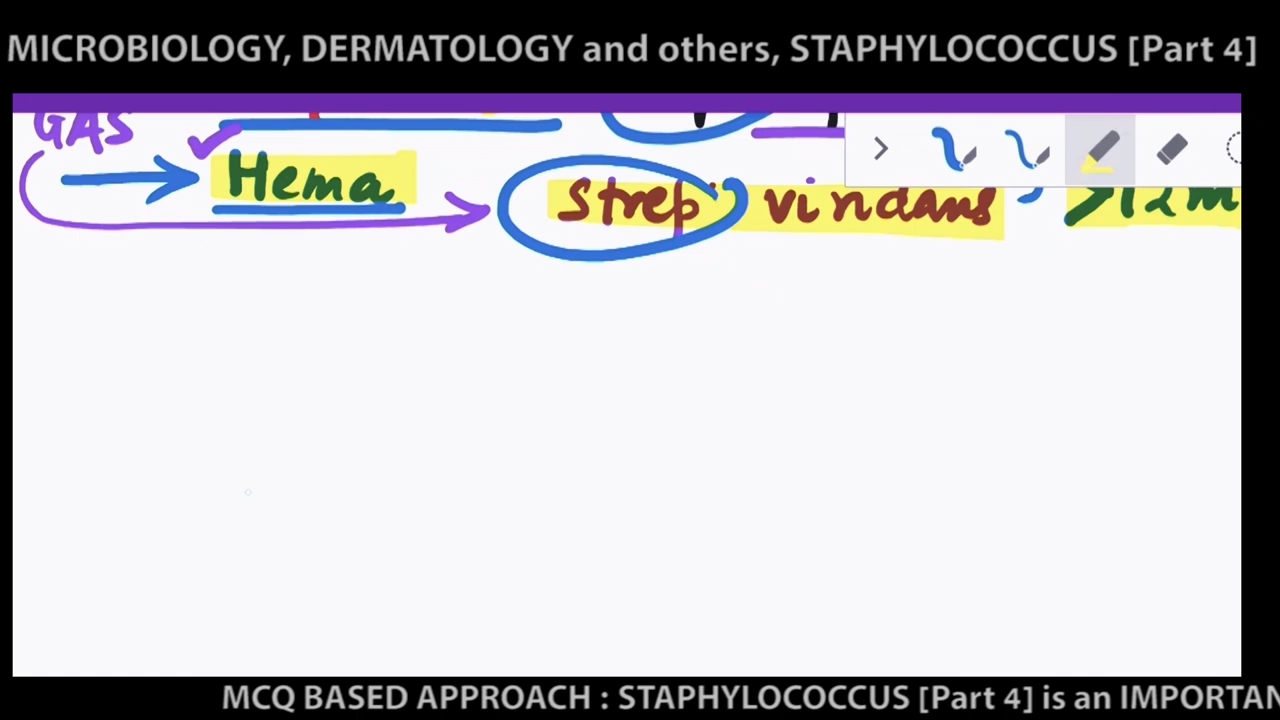 MICROBIOLOGY, DERMATOLOGY and others, STAPHYLOCOCCUS [Part 4]
GAS
Hema Strep viridans >12m
MCQ BASED APPROACH : STAPHYLOCOCCUS [Part 4] is an IMPORTAN